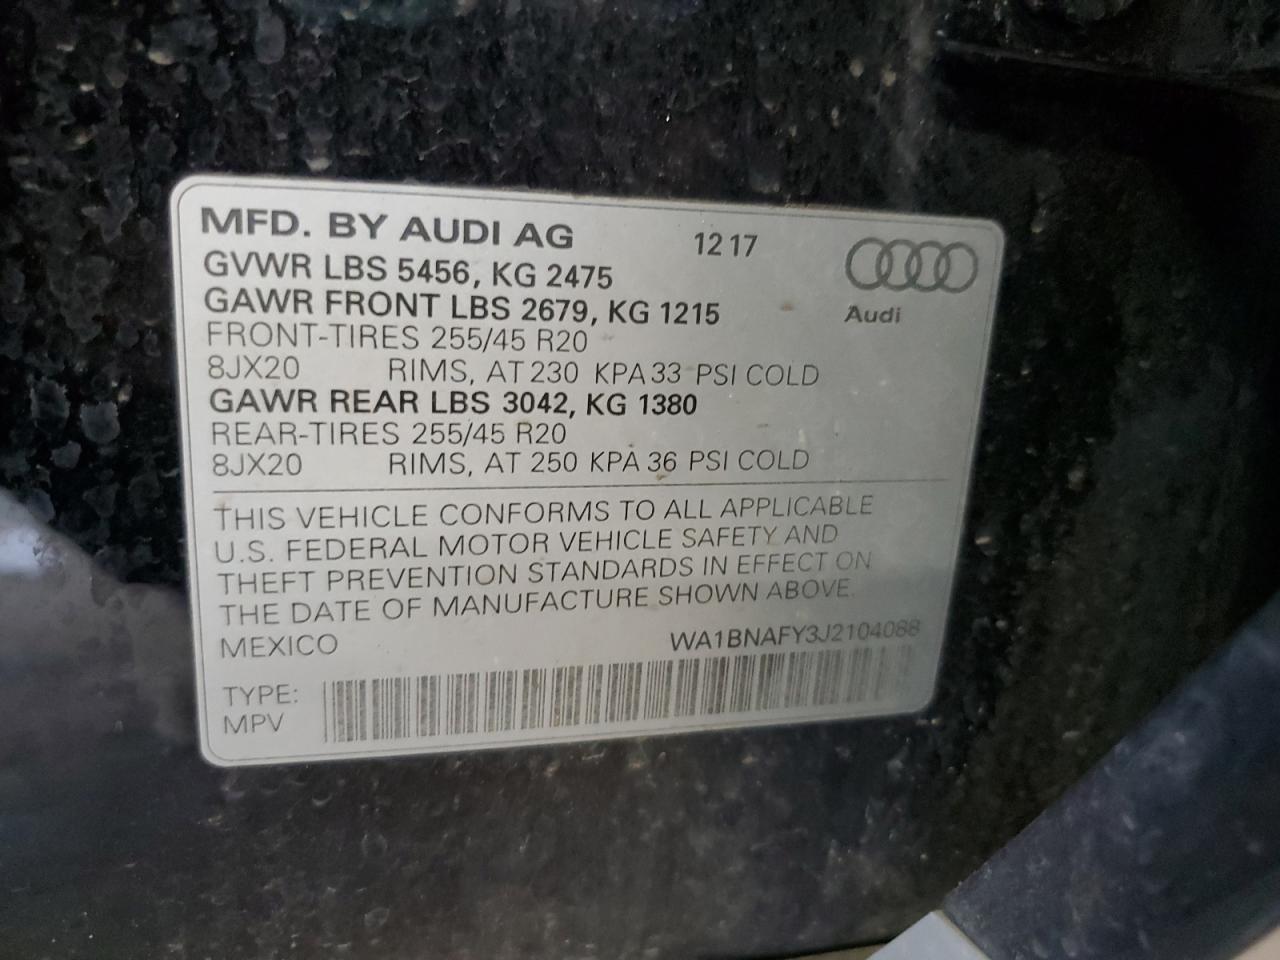 MFD. BY AUDI AG 12 17
GVWR LBS 5456, KG 2475
GAWR FRONT LBS 2679, KG 1215
Audi
FRONT-TIRES 255/45 R20
8JX20 RIMS, AT 230 KPA 33 PSI COLD
GAWR REAR LBS 3042, KG 1380
REAR-TIRES 255/45 R20
8JX20 RIMS, AT 250 KPA 36 PSI COLD
THIS VEHICLE CONFORMS TO ALL APPLICABLE
U.S. FEDERAL MOTOR VEHICLE SAFETY AND
THEFT PREVENTION STANDARDS IN EFFECT ON
THE DATE OF MANUFACTURE SHOWN ABOVE.
MEXICO WA1BNAFY3J2104088
TYPE:
MPV